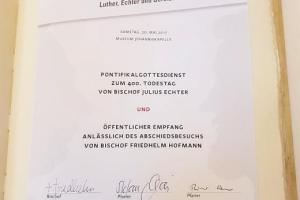 Luther, Echter und
SAMSTAG, 20. MAI 2017
MUSEUM JOHANNISKAPELLE
PONTIFIKALGOTTESDIENST
ZUM 400. TODESTAG
VON BISCHOF JULIUS ECHTER
UND
ÖFFENTLICHER EMPFANG
ANLÄSSLICH DES ABSCHIEDSBESUCHS
VON BISCHOF FRIEDHELM HOFMANN
+ Friedhelm
Bischof
Pfarrer
Pfarrer